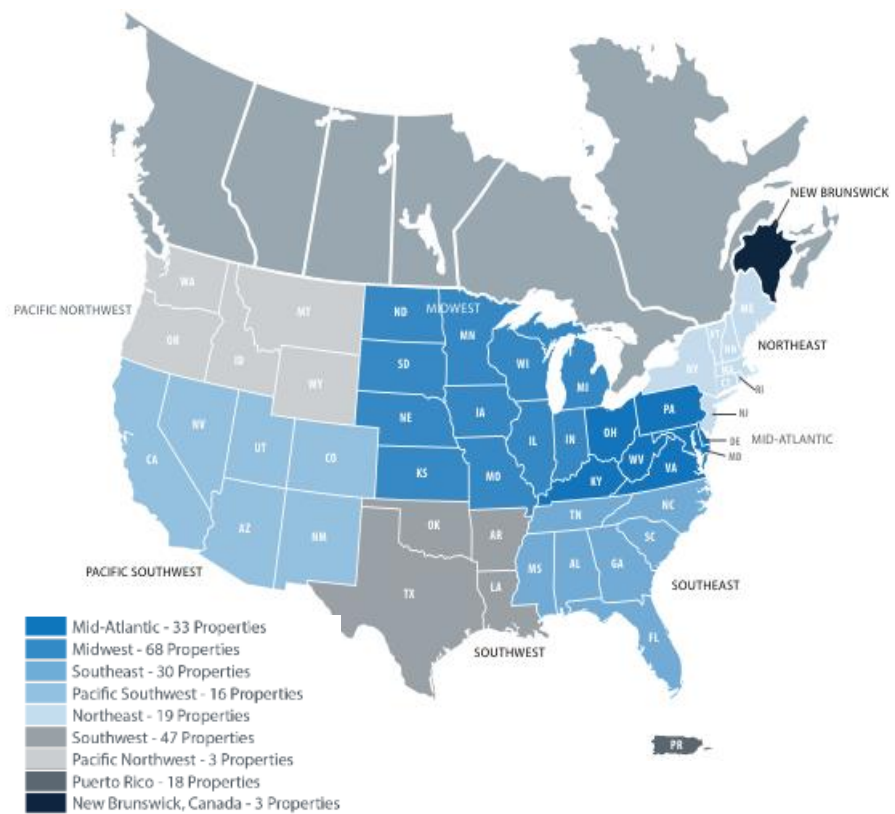 NEW BRUNSWICK
WA
MT
ND
MIDWEST
PACIFIC NORTHWEST
ME
MN
OR
VT
NH
NORTHEAST
ID
SD
WI
NY
MA
WY
MI
CT
RI
NE
IA
PA
NJ
NV
OH
DE
MID-ATLANTIC
UT
CO
IL
IN
MD
CA
KS
MO
WV
VA
KY
NC
TN
AZ
NM
OK
AR
SC
PACIFIC SOUTHWEST
MS
AL
GA
SOUTHEAST
TX
LA
SOUTHWEST
FL
PR
Mid-Atlantic - 33 Properties
Midwest - 68 Properties
Southeast - 30 Properties
Pacific Southwest - 16 Properties
Northeast - 19 Properties
Southwest - 47 Properties
Pacific Northwest - 3 Properties
Puerto Rico - 18 Properties
New Brunswick, Canada - 3 Properties